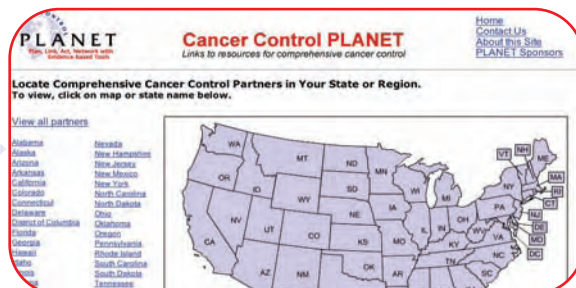 PLANET
Plan, Link, Act, Network with
Evidence-based Tools
Cancer Control PLANET
Links to resources for comprehensive cancer control
Home
Contact Us
About this Site
PLANET Sponsors
Locate Comprehensive Cancer Control Partners in Your State or Region.
To view, click on map or state name below.
View all partners
Alabama
Alaska
Arizona
Arkansas
California
Colorado
Connecticut
Delaware
District of Columbia
Florida
Georgia
Hawaii
Nevada
New Hampshire
New Jersey
New Mexico
New York
North Carolina
North Dakota
Ohio
Oklahoma
Oregon
Pennsylvania
Rhode Island
South Carolina
South Dakota
Tennessee
WA
OR
CA
NV
ID
MT
WY
UT
AZ
CO
NM
ND
SD
NE
KS
OK
MN
IA
MO
AR
WI
IL
MI
IN
OH
KY
TN
WV
VA
NC
SC
PA
NY
VT
NH
ME
MA
RI
CT
NJ
DE
MD
DC